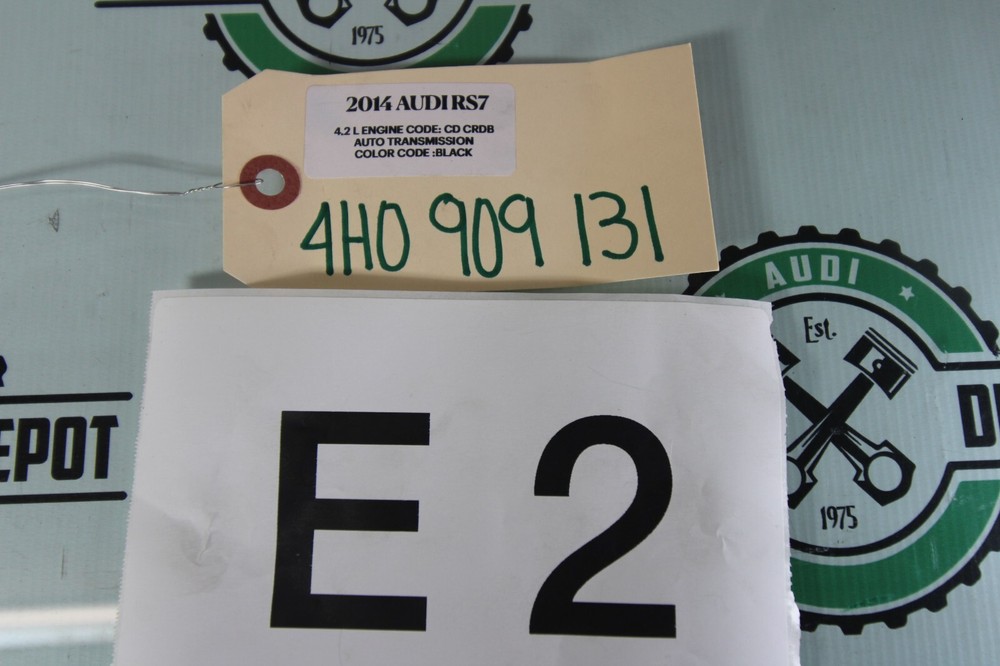 1975
2014 AUDI RS7
4.2 L ENGINE CODE: CD CRDB
AUTO TRANSMISSION
COLOR CODE :BLACK
4H0 909 131
AUDI
Est.
EPOT
1975
E 2